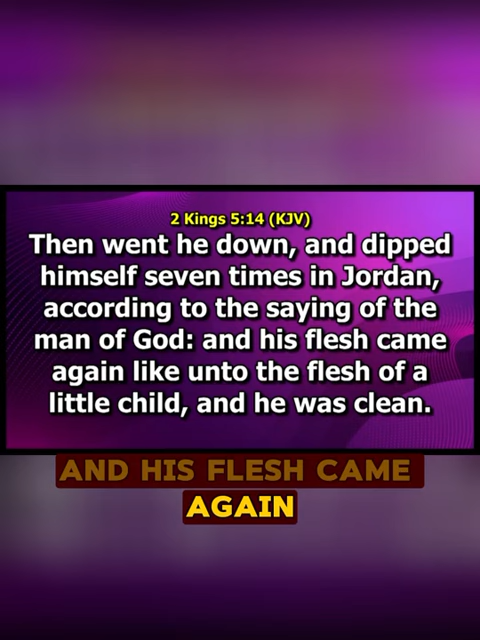 2 Kings 5:14 (KJV)
Then went he down, and dipped
himself seven times in Jordan,
according to the saying of the
man of God: and his flesh came
again like unto the flesh of a
little child, and he was clean.
AND HIS FLESH CAME
AGAIN